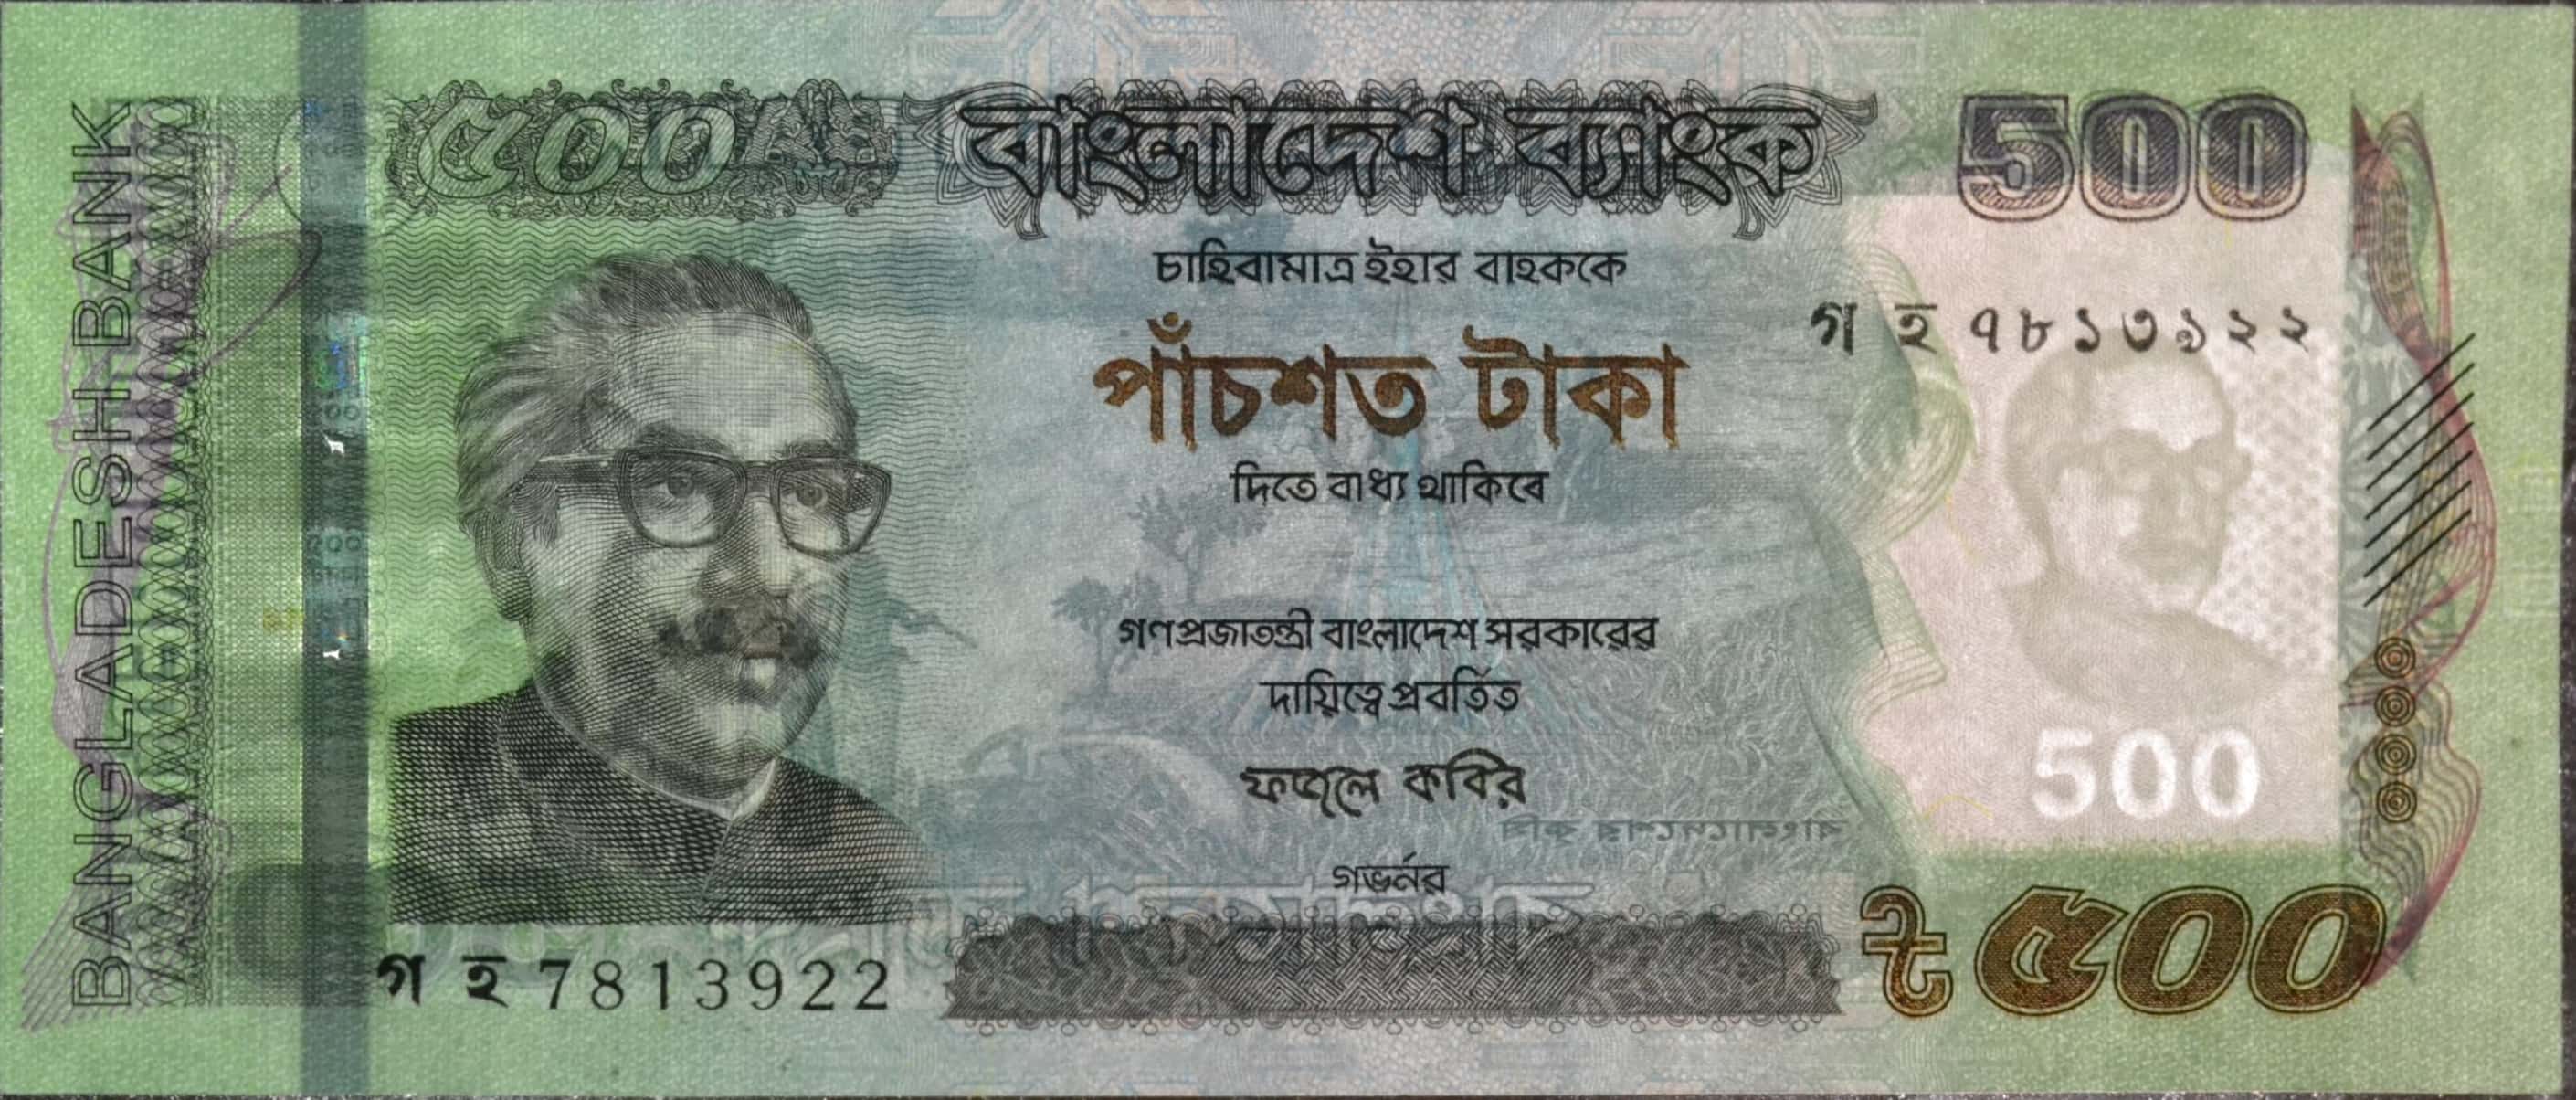 BANGLADESH BANK
৫০০
বাংলাদেশ ব্যাংক
500
চাহিবামাত্র ইহার বাহককে
গ হ ৭৮১৩৯২২
পাঁচশত টাকা
দিতে বাধ্য থাকিবে
গণপ্রজাতন্ত্রী বাংলাদেশ সরকারের
দায়িত্বে প্রবর্তিত
ফজলে কবির
500
গভর্নর
৳ ৫০০
গ হ 7813922